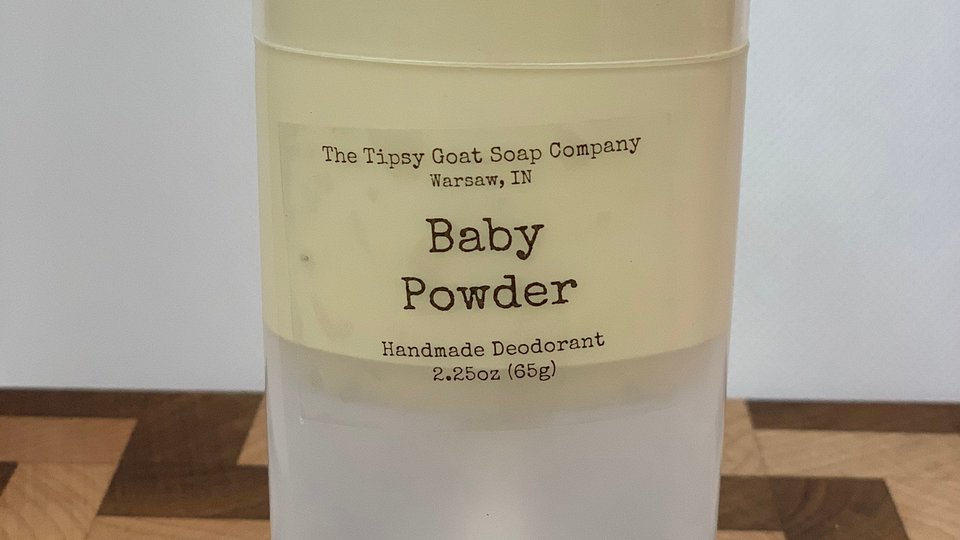 The Tipsy Goat Soap Company
Warsaw, IN
Baby
Powder
Handmade Deodorant
2.25oz (65g)